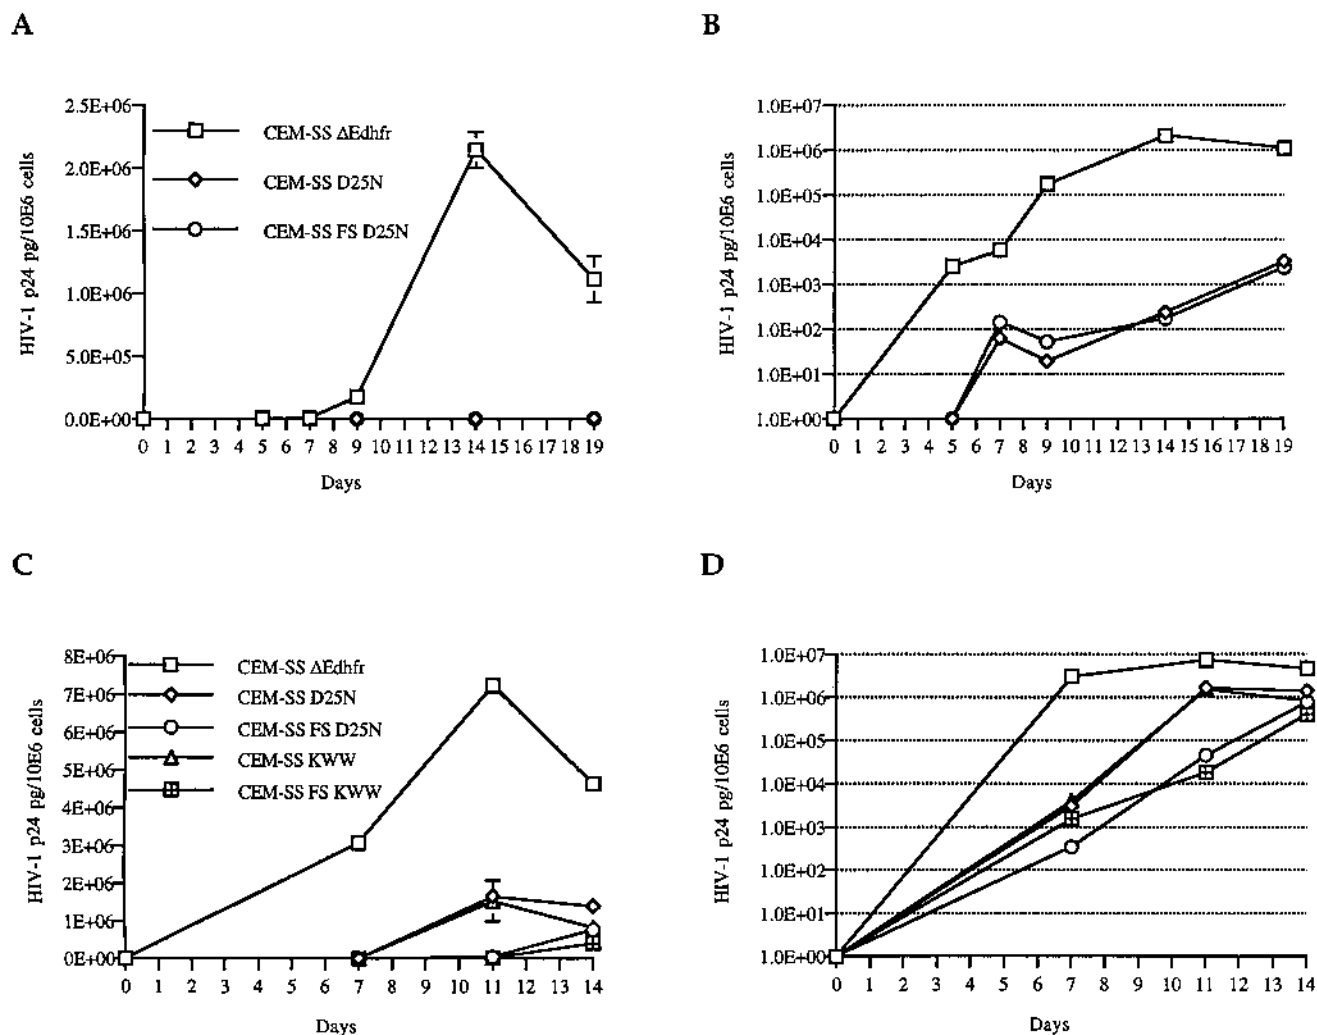 A
HIV-1 p24 pg/10E6 cells
2.5E+06
2.0E+06
1.5E+06
1.0E+06
5.0E+05
0.0E+00
CEM-SS ΔEdhfr
CEM-SS D25N
CEM-SS FS D25N
0 1 2 3 4 5 6 7 8 9 10 11 12 13 14 15 16 17 18 19
Days
B
HIV-1 p24 pg/10E6 cells
1.0E+07
1.0E+06
1.0E+05
1.0E+04
1.0E+03
1.0E+02
1.0E+01
1.0E+00
0 1 2 3 4 5 6 7 8 9 10 11 12 13 14 15 16 17 18 19
Days
C
HIV-1 p24 pg/10E6 cells
8E+06
7E+06
6E+06
5E+06
4E+06
3E+06
2E+06
1E+06
0E+00
CEM-SS ΔEdhfr
CEM-SS D25N
CEM-SS FS D25N
CEM-SS KWW
CEM-SS FS KWW
0 1 2 3 4 5 6 7 8 9 10 11 12 13 14
Days
D
HIV-1 p24 pg/10E6 cells
1.0E+07
1.0E+06
1.0E+05
1.0E+04
1.0E+03
1.0E+02
1.0E+01
1.0E+00
0 1 2 3 4 5 6 7 8 9 10 11 12 13 14
Days